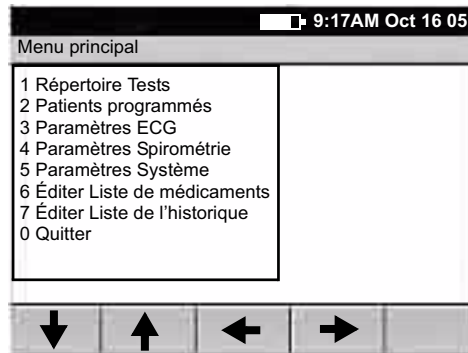 9:17AM Oct 16 05
Menu principal
1 Répertoire Tests
2 Patients programmés
3 Paramètres ECG
4 Paramètres Spirométrie
5 Paramètres Système
6 Éditer Liste de médicaments
7 Éditer Liste de l'historique
0 Quitter